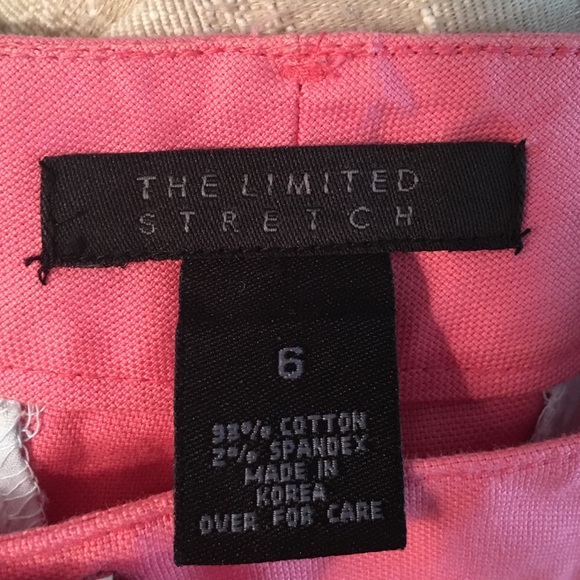 THE LIMITED
STRETCH
6
98% COTTON
2% SPANDEX
MADE IN
KOREA
OVER FOR CARE